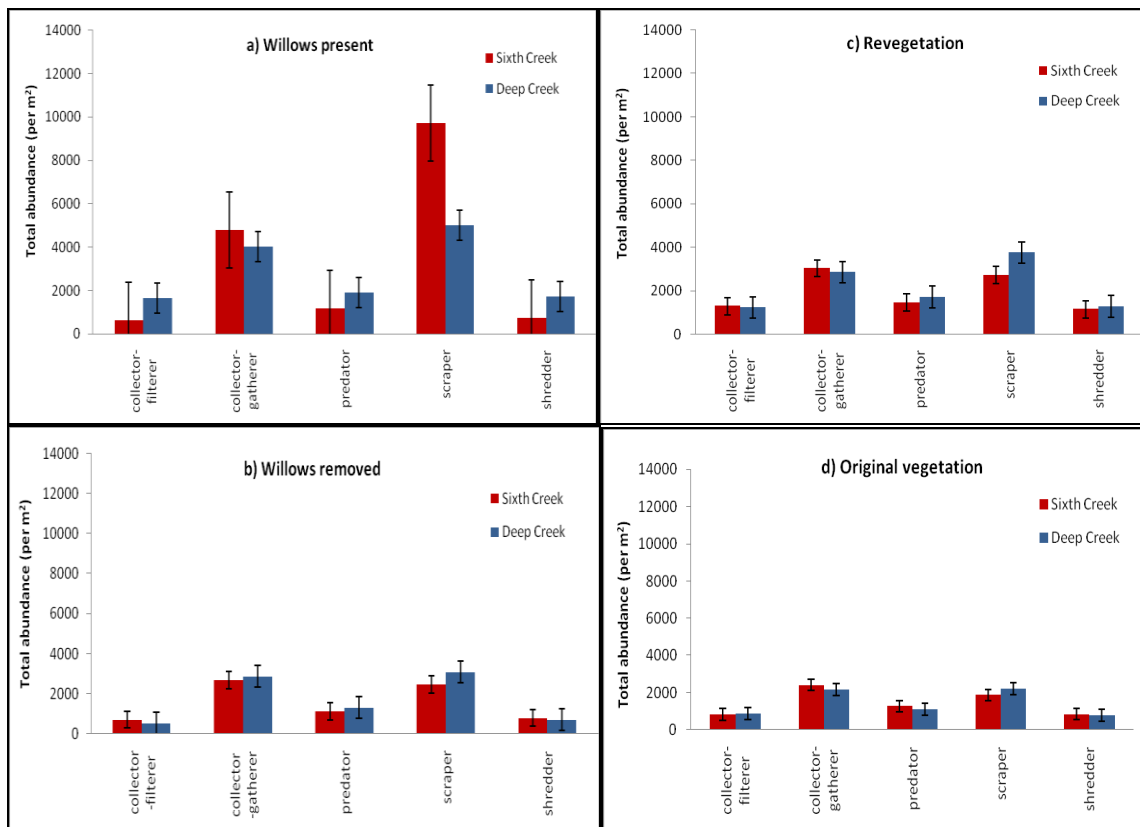 a) Willows present
Total abundance (per m²)
14000
12000
10000
8000
6000
4000
2000
0
Sixth Creek
Deep Creek
collector-
filterer
collector-
gatherer
predator
scraper
shredder
c) Revegetation
Total abundance (per m²)
14000
12000
10000
8000
6000
4000
2000
0
Sixth Creek
Deep Creek
collector-
filterer
collector-
gatherer
predator
scraper
shredder
b) Willows removed
Total abundance (per m²)
14000
12000
10000
8000
6000
4000
2000
0
Sixth Creek
Deep Creek
collector
-filterer
collector
-gatherer
predator
scraper
shredder
d) Original vegetation
Total abundance (per m²)
14000
12000
10000
8000
6000
4000
2000
0
Sixth Creek
Deep Creek
collector-
filterer
collector-
gatherer
predator
scraper
shredder